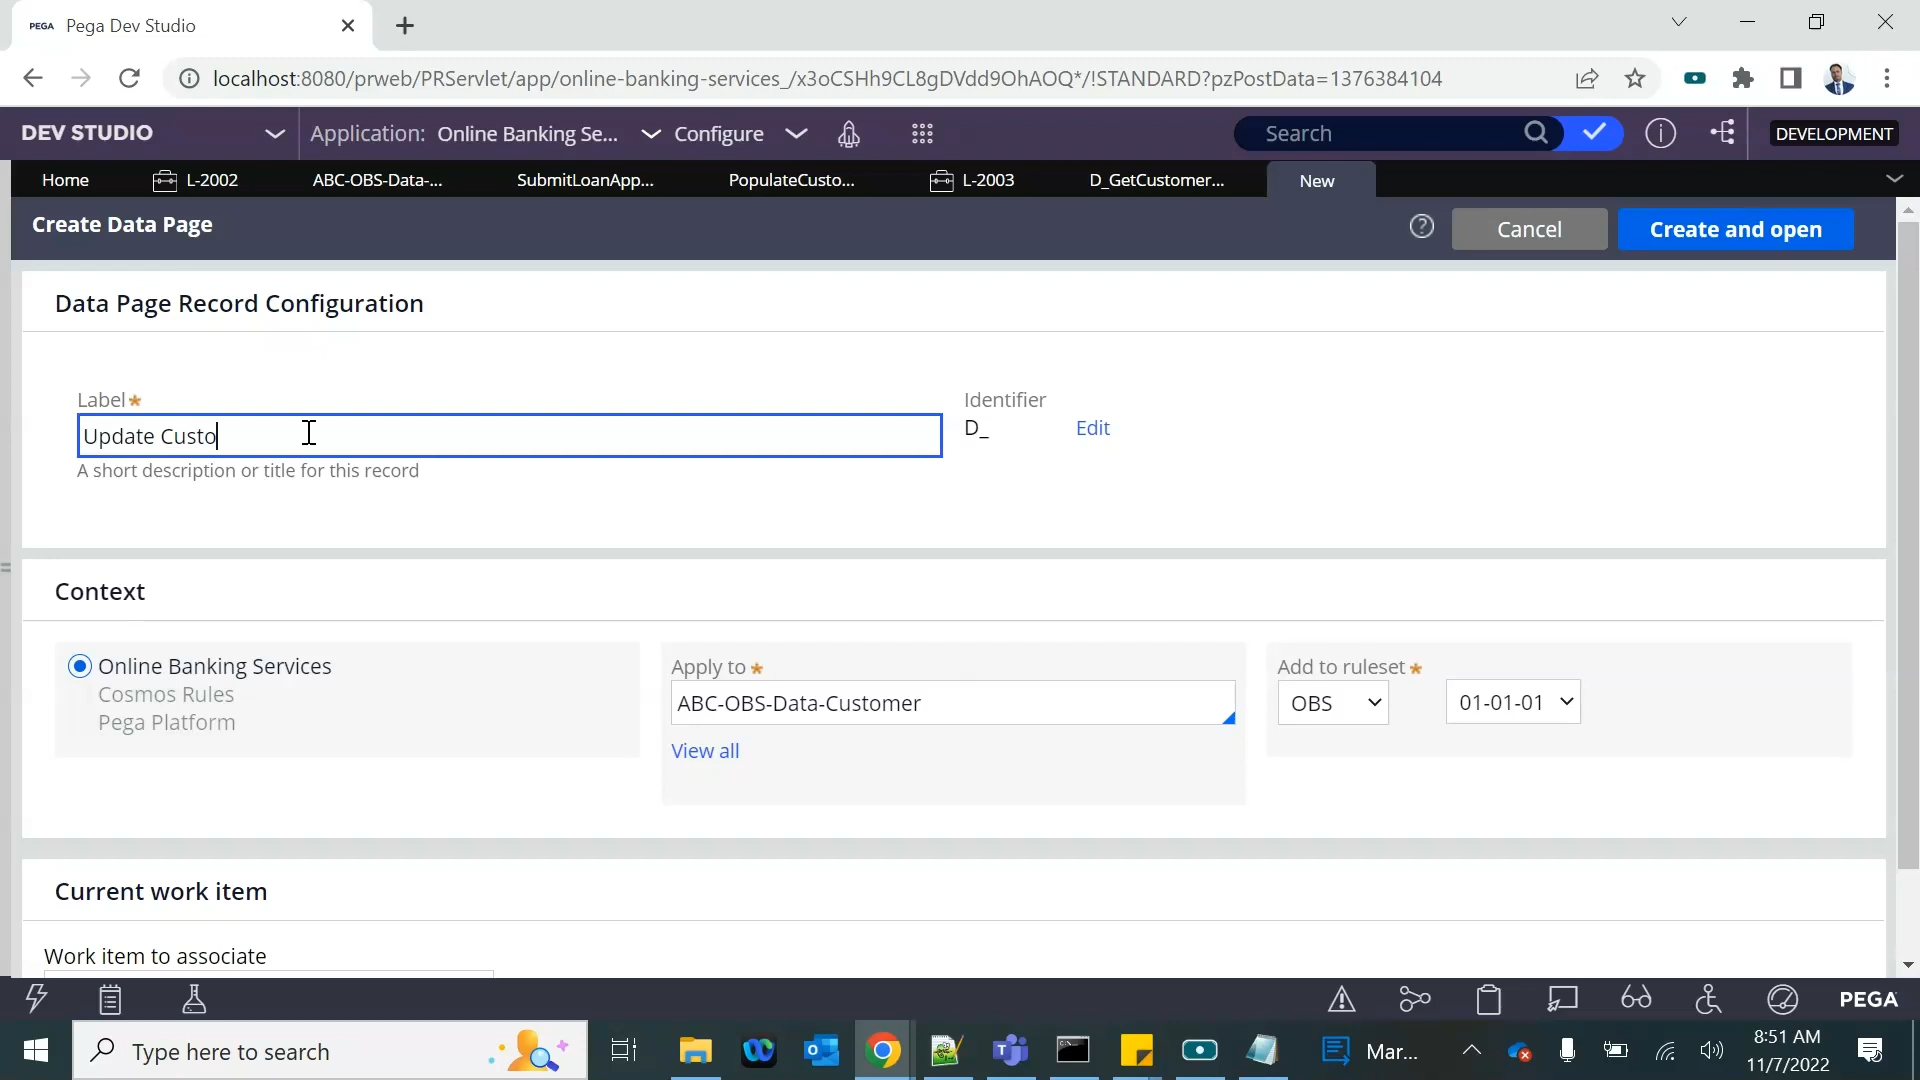 PEGA Pega Dev Studio
localhost:8080/prweb/PRServlet/app/online-banking-services_/x3oCSHh9CL8gDVdd9OhAOQ*/!STANDARD?pzPostData=1376384104
DEV STUDIO Application: Online Banking Se... Configure Search DEVELOPMENT
Home L-2002 ABC-OBS-Data-... SubmitLoanApp... PopulateCusto... L-2003 D_GetCustomer... New
Create Data Page Cancel Create and open
Data Page Record Configuration
Label Identifier
Update Custo D_ Edit
A short description or title for this record
Context
Online Banking Services
Cosmos Rules
Pega Platform
Apply to
ABC-OBS-Data-Customer
View all
Add to ruleset
OBS 01-01-01
Current work item
Work item to associate
PEGA
Type here to search Mar... 8:51 AM
11/7/2022